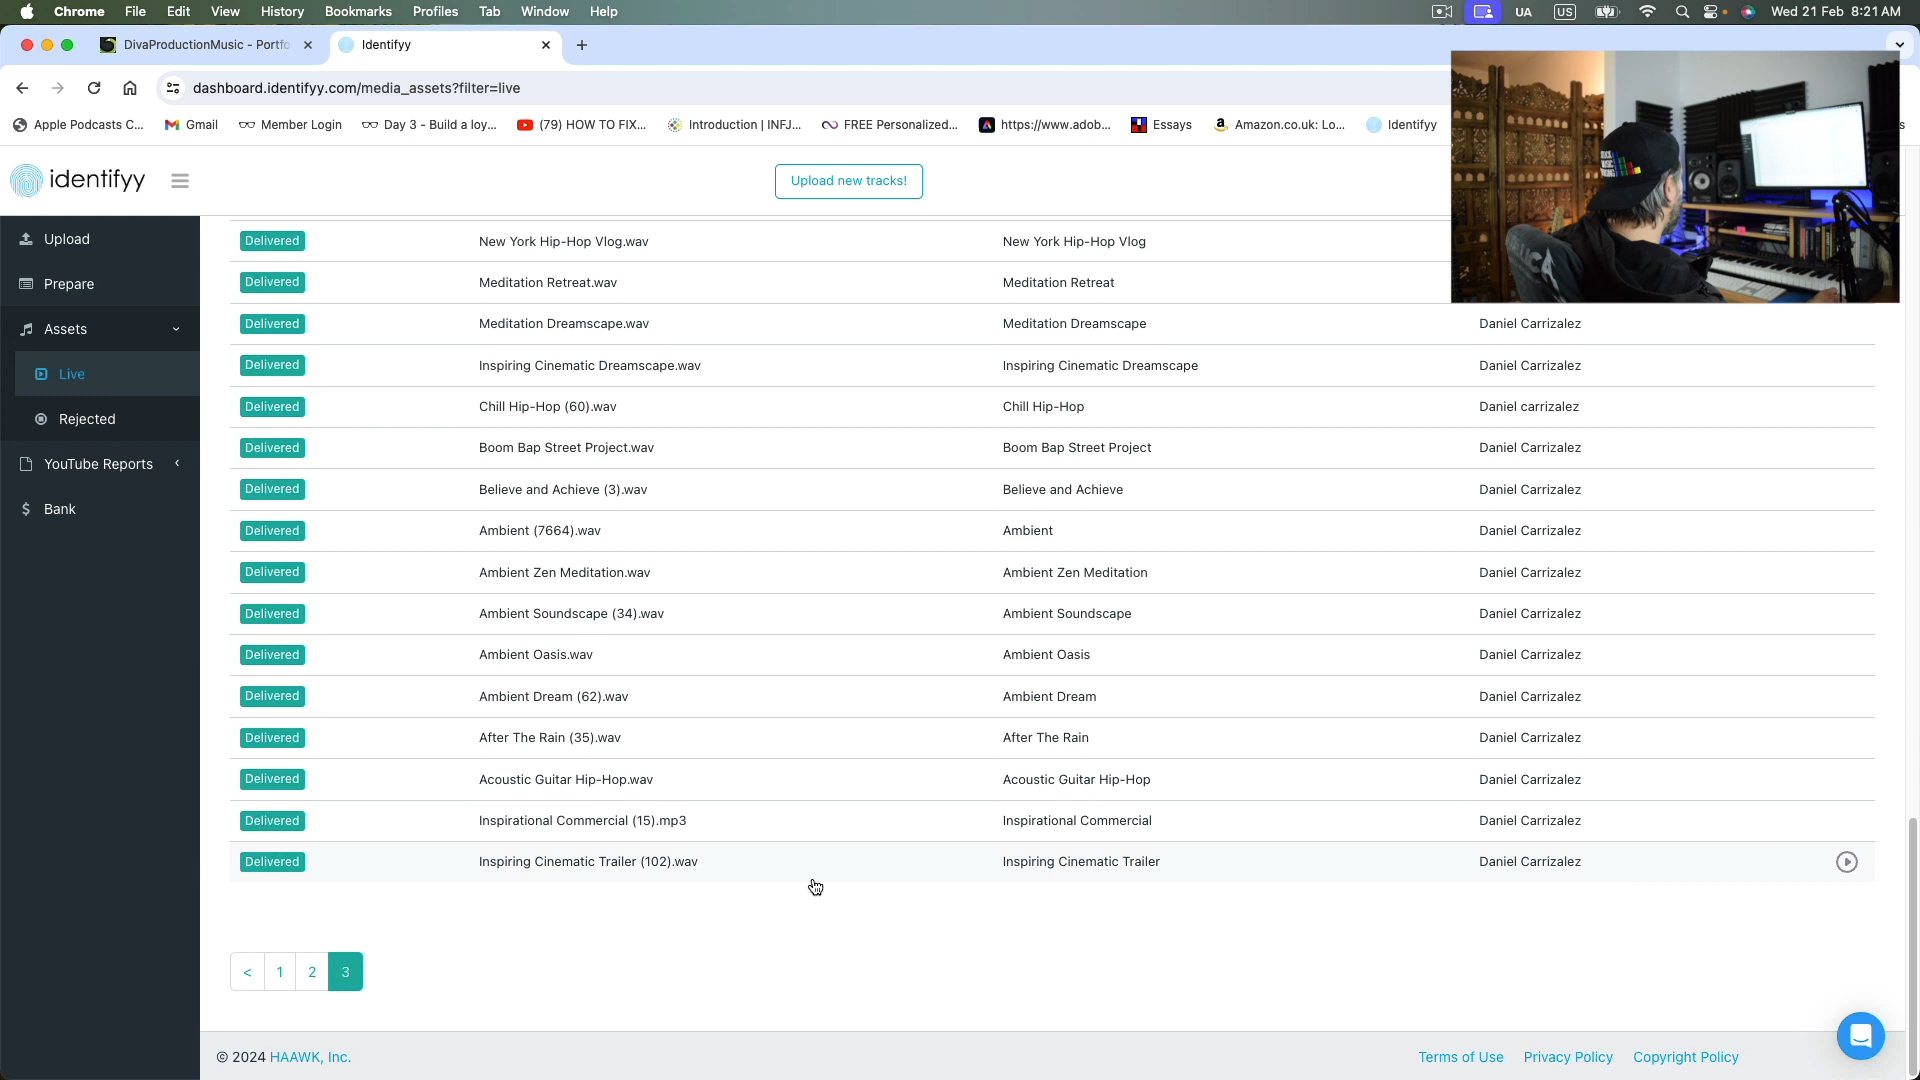 Chrome File Edit View History Bookmarks Profiles Tab Window Help UA US Wed 21 Feb 8:21 AM
DivaProductionMusic - Portfo
Identifyy
dashboard.identifyy.com/media_assets?filter=live
Apple Podcasts C... Gmail Member Login Day 3 - Build a loy... (79) HOW TO FIX... Introduction | INFJ... FREE Personalized... https://www.adob... Essays Amazon.co.uk: Lo... Identifyy
identifyy
Upload new tracks!
Upload
Prepare
Assets
Live
Rejected
YouTube Reports
$ Bank
Delivered New York Hip-Hop Vlog.wav New York Hip-Hop Vlog
Delivered Meditation Retreat.wav Meditation Retreat
Delivered Meditation Dreamscape.wav Meditation Dreamscape Daniel Carrizalez
Delivered Inspiring Cinematic Dreamscape.wav Inspiring Cinematic Dreamscape Daniel Carrizalez
Delivered Chill Hip-Hop (60).wav Chill Hip-Hop Daniel carrizalez
Delivered Boom Bap Street Project.wav Boom Bap Street Project Daniel Carrizalez
Delivered Believe and Achieve (3).wav Believe and Achieve Daniel Carrizalez
Delivered Ambient (7664).wav Ambient Daniel Carrizalez
Delivered Ambient Zen Meditation.wav Ambient Zen Meditation Daniel Carrizalez
Delivered Ambient Soundscape (34).wav Ambient Soundscape Daniel Carrizalez
Delivered Ambient Oasis.wav Ambient Oasis Daniel Carrizalez
Delivered Ambient Dream (62).wav Ambient Dream Daniel Carrizalez
Delivered After The Rain (35).wav After The Rain Daniel Carrizalez
Delivered Acoustic Guitar Hip-Hop.wav Acoustic Guitar Hip-Hop Daniel Carrizalez
Delivered Inspirational Commercial (15).mp3 Inspirational Commercial Daniel Carrizalez
Delivered Inspiring Cinematic Trailer (102).wav Inspiring Cinematic Trailer Daniel Carrizalez
< 1 2 3
© 2024 HAAWK, Inc. Terms of Use Privacy Policy Copyright Policy